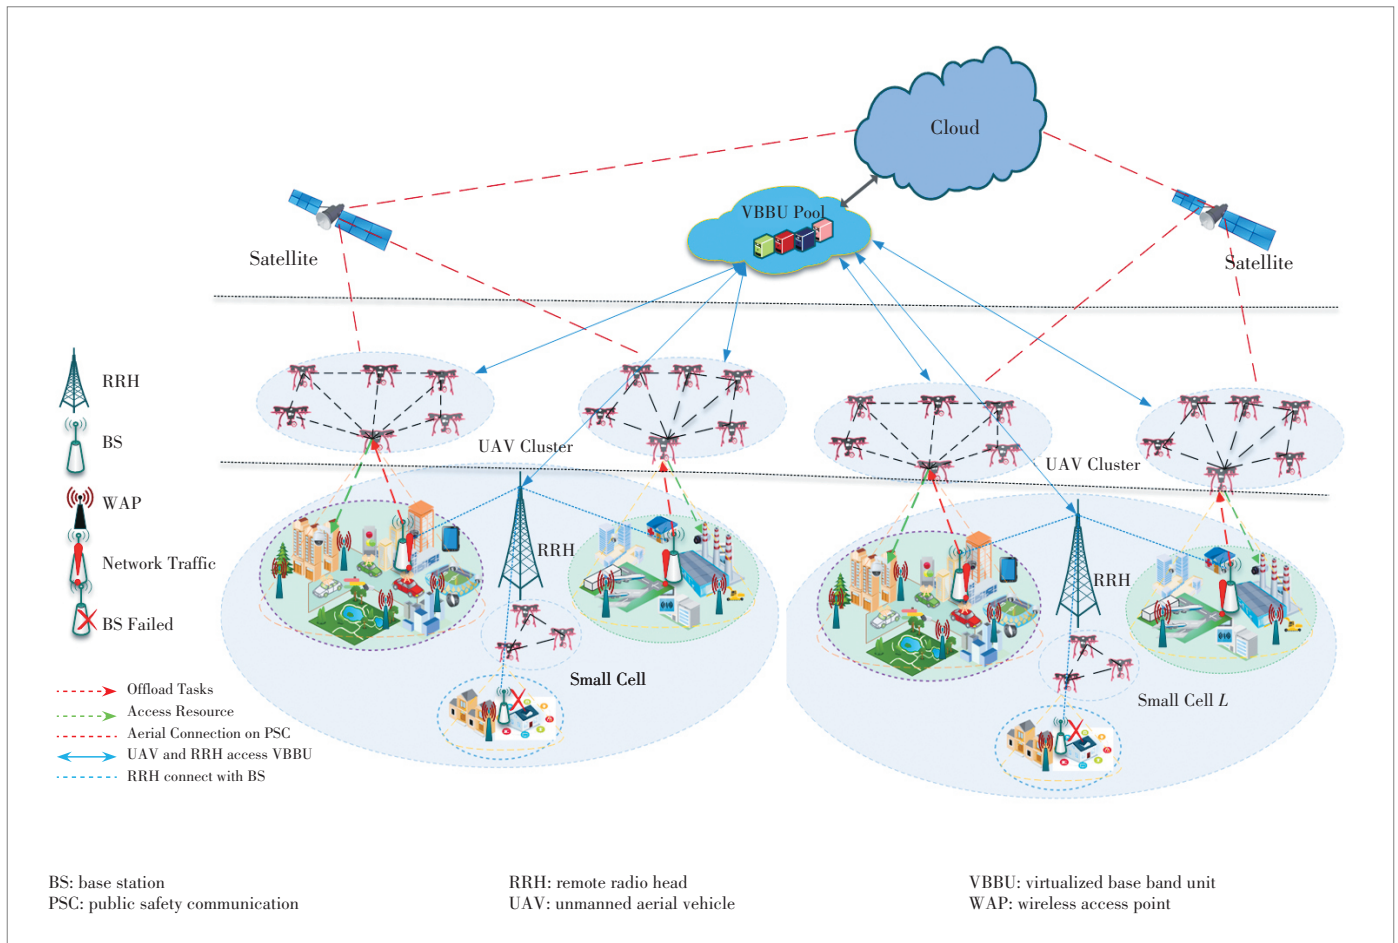 Cloud
VBBU Pool
Satellite
Satellite
RRH
BS
UAV Cluster
UAV Cluster
WAP
RRH
Network Traffic
RRH
BS Failed
Small Cell
Small Cell L
Offload Tasks
Access Resource
Aerial Connection on PSC
UAV and RRH access VBBU
RRH connect with BS
BS: base station
PSC: public safety communication
RRH: remote radio head
UAV: unmanned aerial vehicle
VBBU: virtualized base band unit
WAP: wireless access point